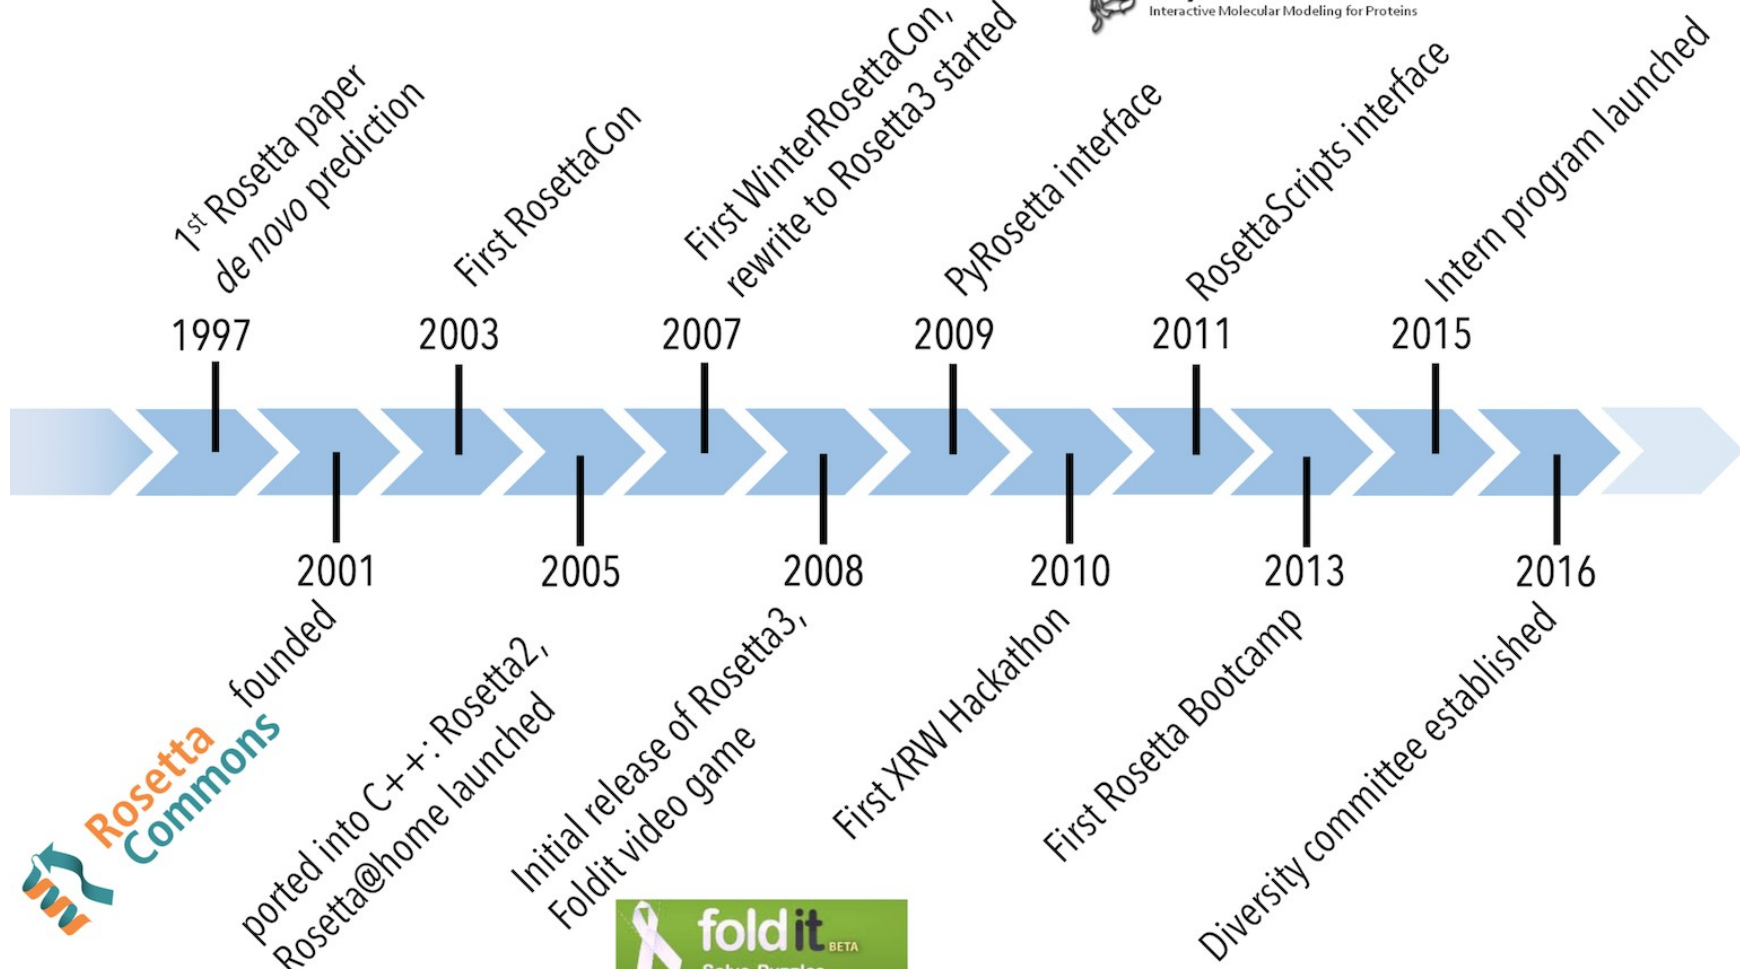 Interactive Molecular Modeling for Proteins
1st Rosetta paper
de novo prediction
First RosettaCon
First WinterRosettaCon,
rewrite to Rosetta3 started
PyRosetta interface
RosettaScripts interface
Intern program launched
1997
2003
2007
2009
2011
2015
2001
2005
2008
2010
2013
2016
founded
Rosetta
Commons
ported into C++: Rosetta2,
Rosetta@home launched
Initial release of Rosetta3,
Foldit video game
First XRW Hackathon
First Rosetta Bootcamp
Diversity committee established
foldit BETA
Solve Puzzles